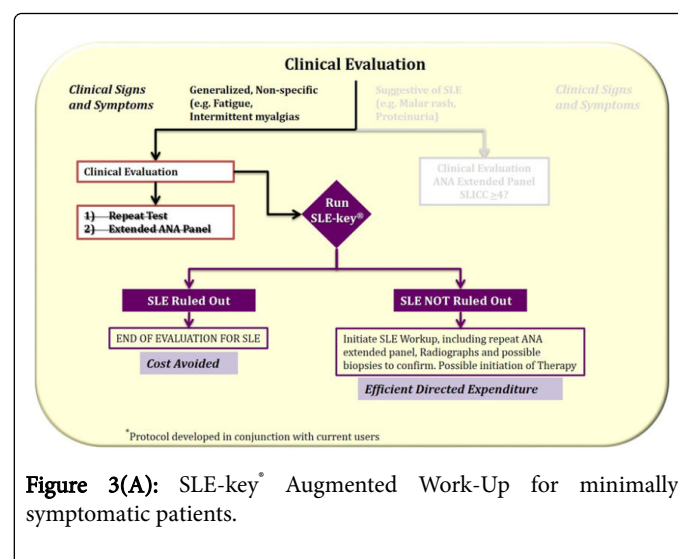 Clinical Evaluation
Clinical Signs
and Symptoms
Generalized, Non-specific
(e.g. Fatigue,
Intermittent myalgias
Suggestive of SLE
(e.g. Malar rash,
Proteinuria)
Clinical Signs
and Symptoms
Clinical Evaluation
Clinical Evaluation
ANA Extended Panel
SLICC ≥4?
1) Repeat Test
2) Extended ANA Panel
Run
SLE-key®
SLE Ruled Out
SLE NOT Ruled Out
END OF EVALUATION FOR SLE
Initiate SLE Workup, including repeat ANA
extended panel, Radiographs and possible
biopsies to confirm. Possible initiation of Therapy
Cost Avoided
Efficient Directed Expenditure
*Protocol developed in conjunction with current users
Figure 3(A): SLE-key® Augmented Work-Up for minimally
symptomatic patients.